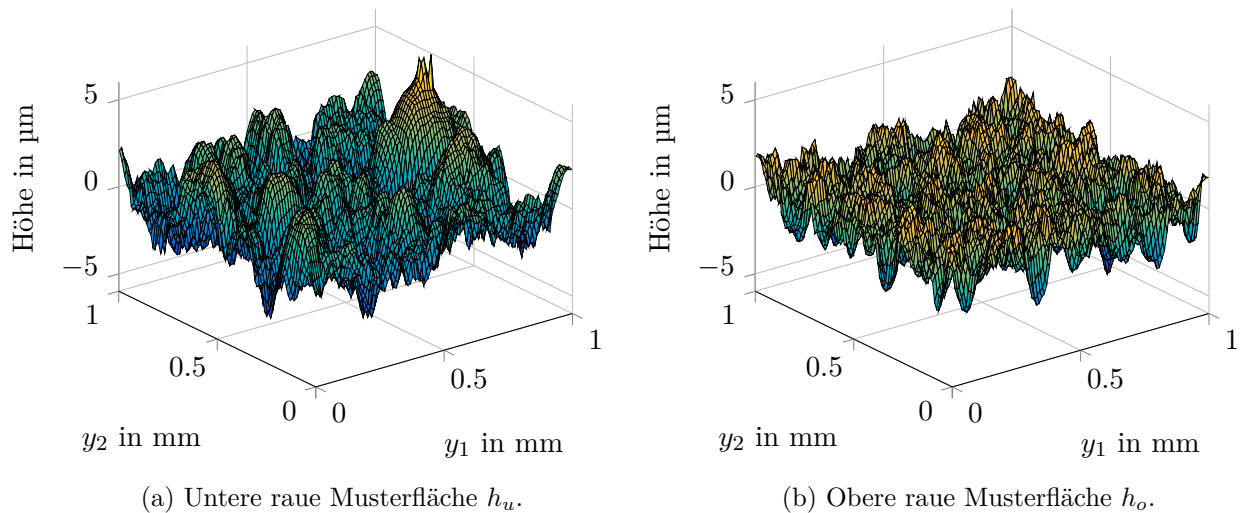 Höhe in µm
5
0
−5
1
0.5
0
0
0.5
1
y₂ in mm
y₁ in mm
(a) Untere raue Musterfläche hᵤ.
Höhe in µm
5
0
−5
1
0.5
0
0
0.5
1
y₂ in mm
y₁ in mm
(b) Obere raue Musterfläche hₒ.